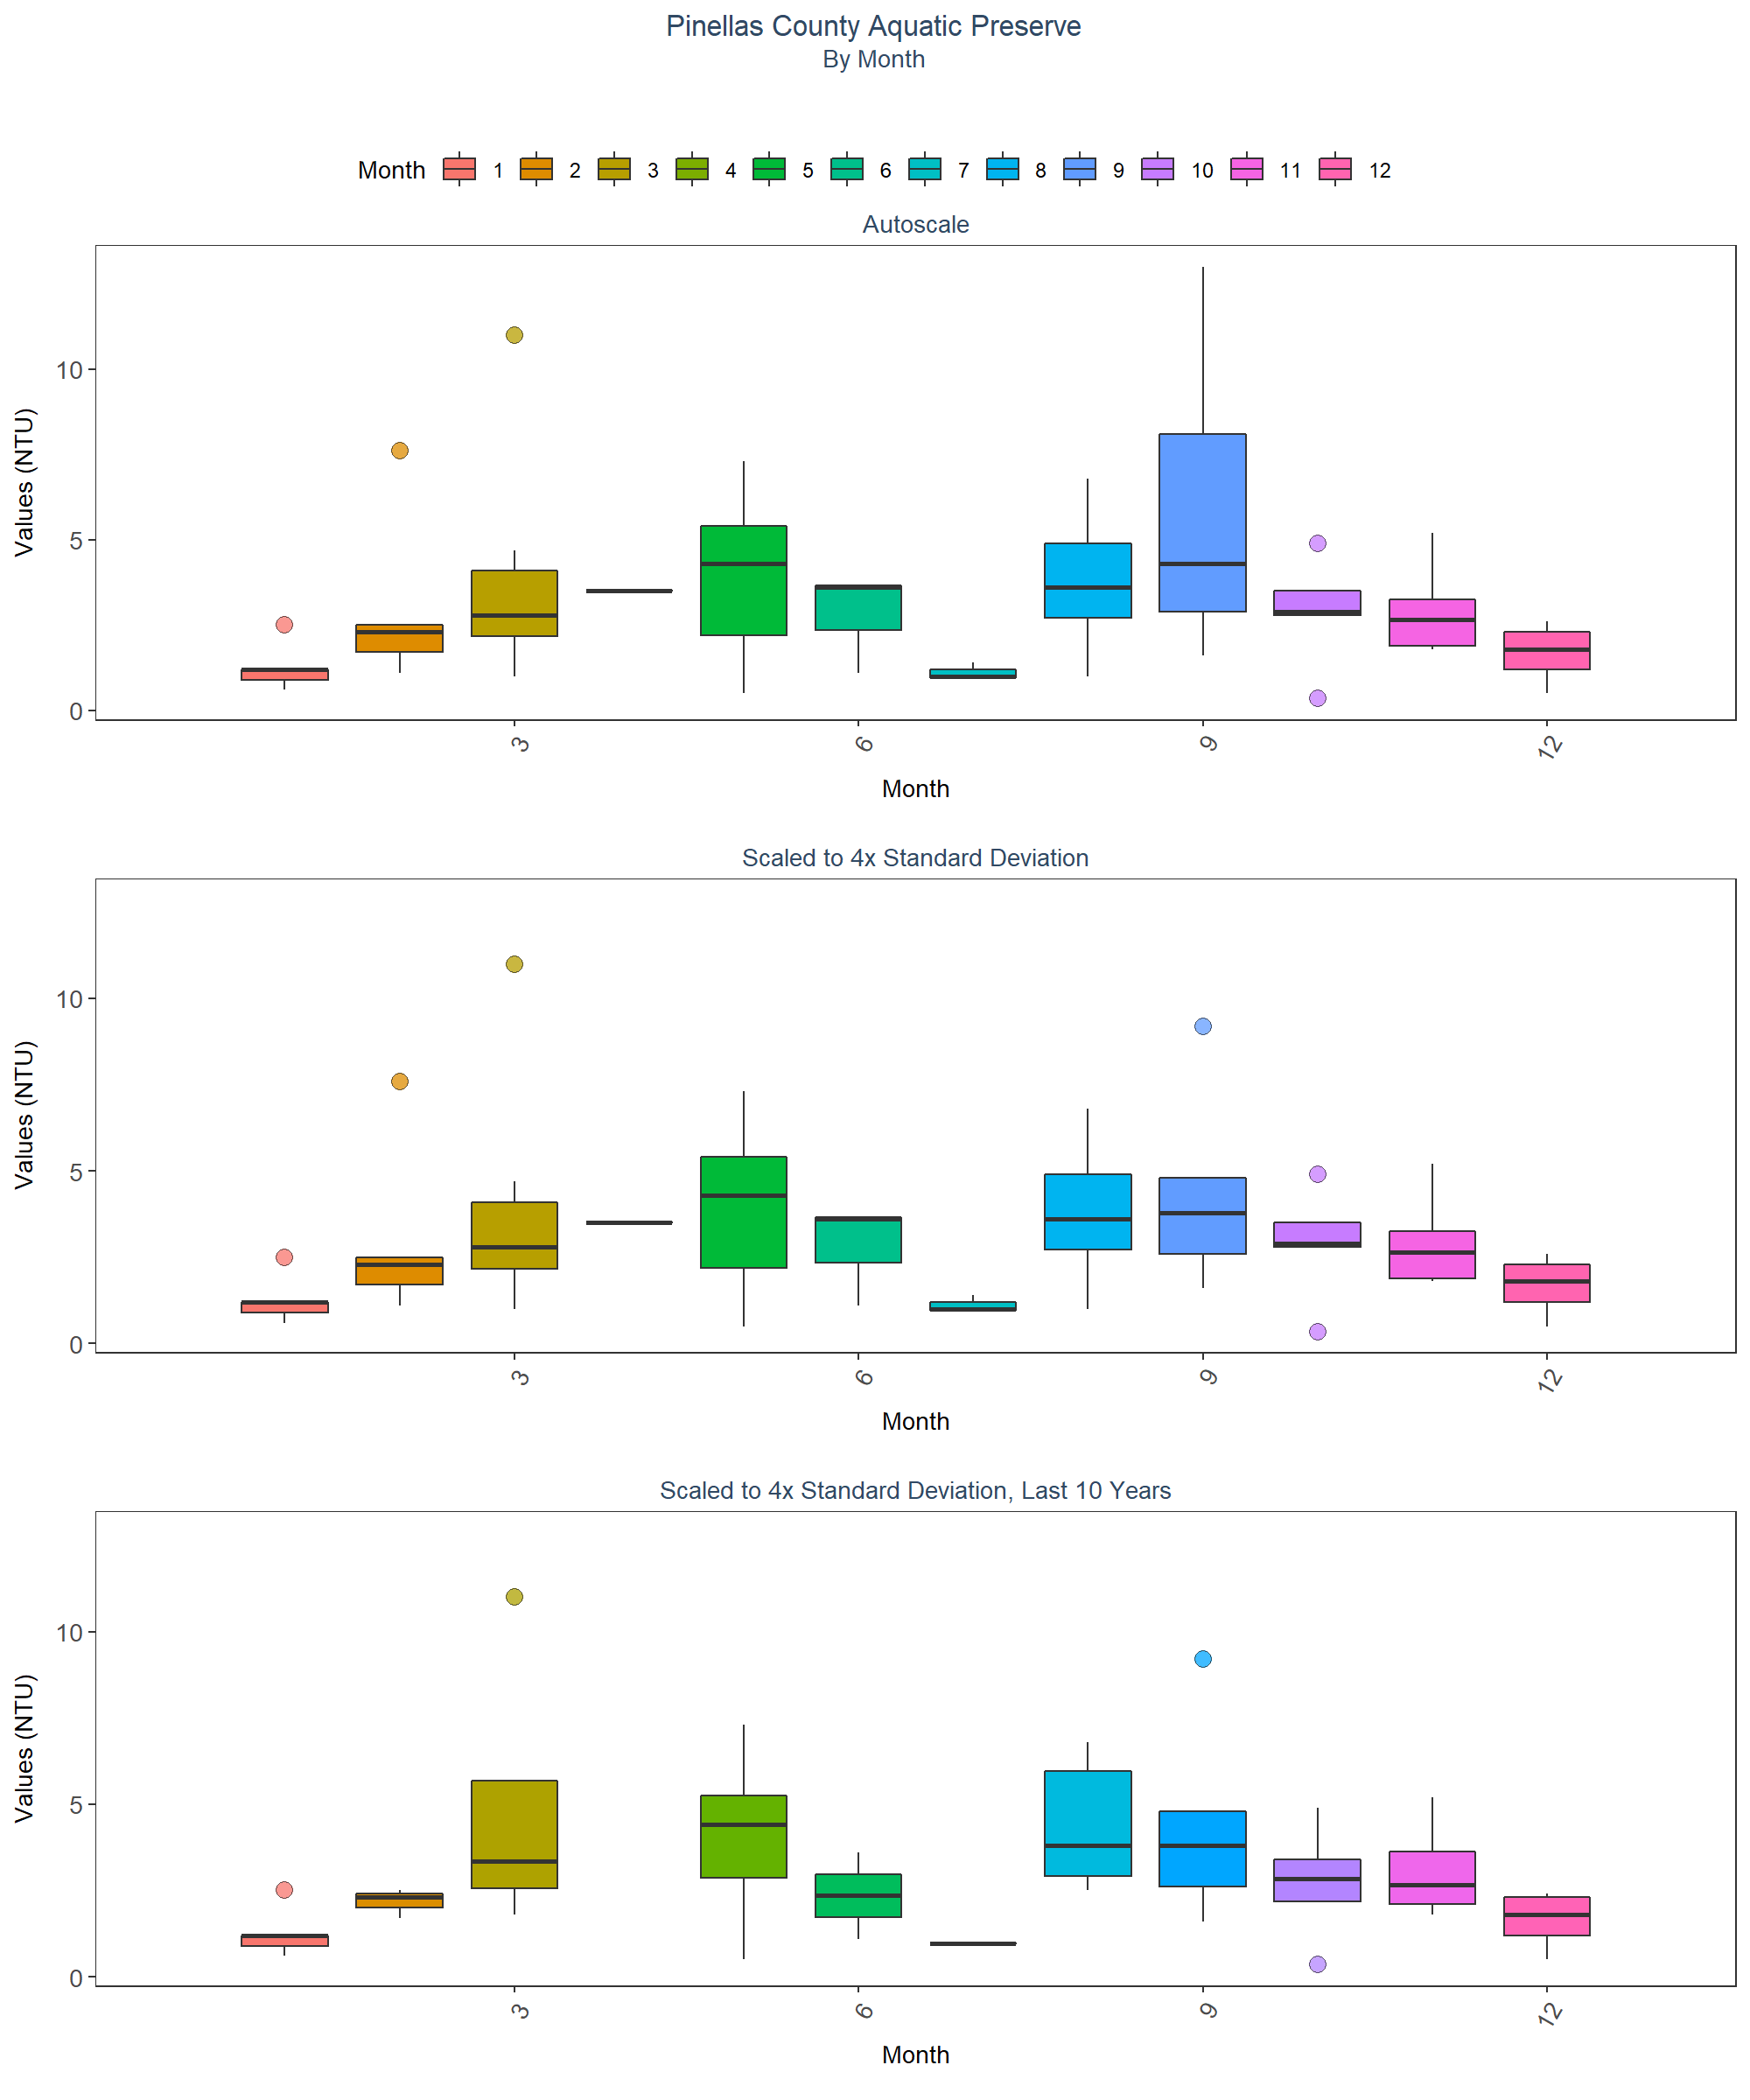 Pinellas County Aquatic Preserve
By Month
Month 1 2 3 4 5 6 7 8 9 10 11 12
Autoscale
Values (NTU)
10
5
0
3 6 9 12
Month
Scaled to 4x Standard Deviation
Values (NTU)
10
5
0
3 6 9 12
Month
Scaled to 4x Standard Deviation, Last 10 Years
Values (NTU)
10
5
0
3 6 9 12
Month